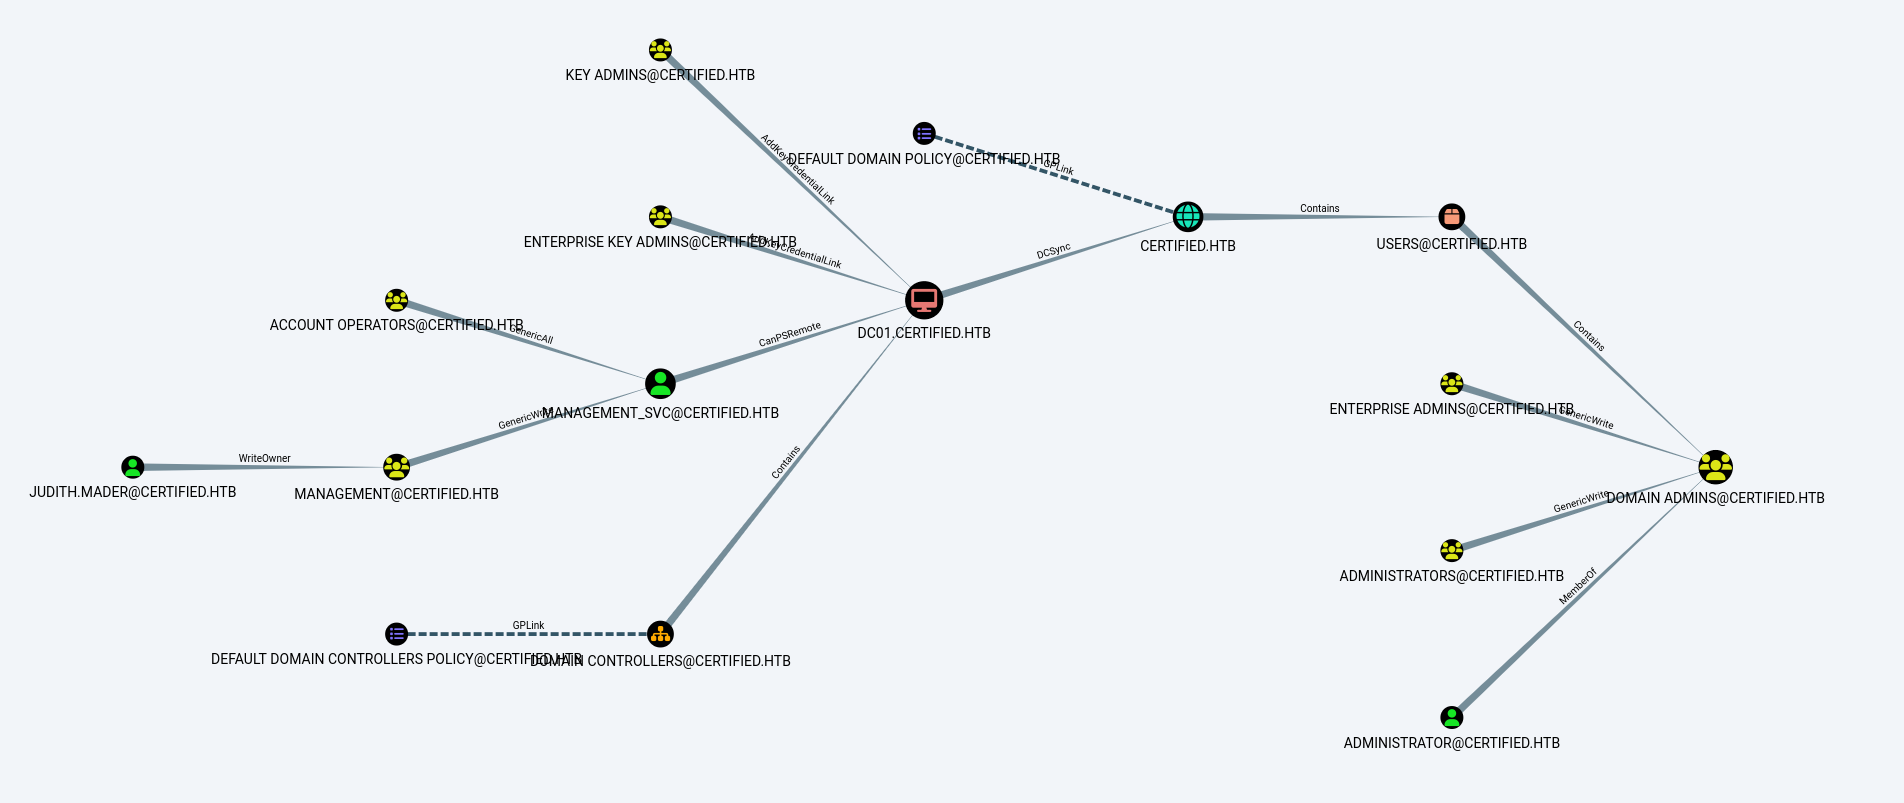 KEY ADMINS@CERTIFIED.HTB
AddKeyCredentialLink
DEFAULT DOMAIN POLICY@CERTIFIED.HTB
GPLink
Contains
ENTERPRISE KEY ADMINS@CERTIFIED.HTB
AddKeyCredentialLink
DCSync
CERTIFIED.HTB
USERS@CERTIFIED.HTB
ACCOUNT OPERATORS@CERTIFIED.HTB
GenericAll
CanPSRemote
DC01.CERTIFIED.HTB
Contains
GenericWrite
MANAGEMENT_SVC@CERTIFIED.HTB
ENTERPRISE ADMINS@CERTIFIED.HTB
GenericWrite
WriteOwner
Contains
JUDITH.MADER@CERTIFIED.HTB
MANAGEMENT@CERTIFIED.HTB
GenericWrite
DOMAIN ADMINS@CERTIFIED.HTB
ADMINISTRATORS@CERTIFIED.HTB
MemberOf
GPLink
DEFAULT DOMAIN CONTROLLERS POLICY@CERTIFIED.HTB
DOMAIN CONTROLLERS@CERTIFIED.HTB
ADMINISTRATOR@CERTIFIED.HTB